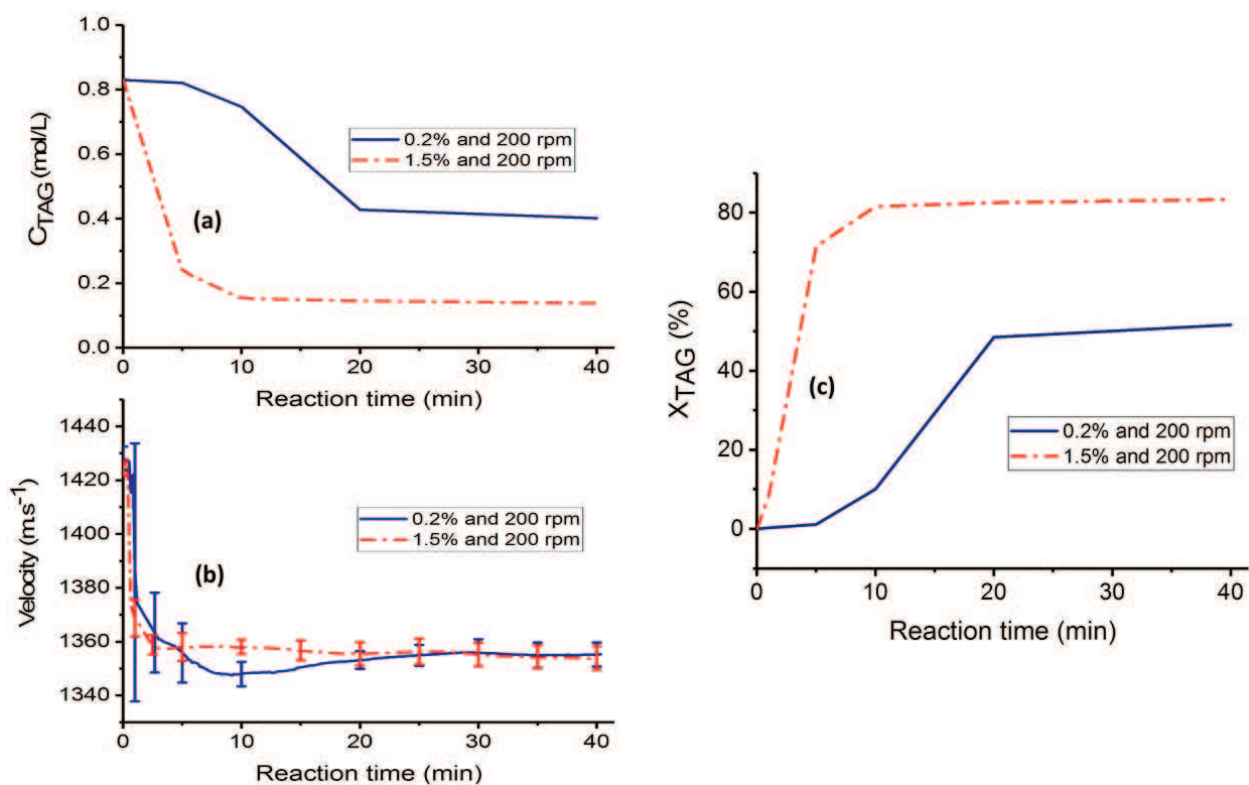 1.0
0.8
0.6
0.4
0.2
0.0
C_TAG (mol/L)
0.2% and 200 rpm
1.5% and 200 rpm
(a)
0 10 20 30 40
Reaction time (min)
1440
1420
1400
1380
1360
1340
Velocity (m.s⁻¹)
0.2% and 200 rpm
1.5% and 200 rpm
(b)
0 10 20 30 40
Reaction time (min)
80
60
40
20
0
X_TAG (%)
(c)
0.2% and 200 rpm
1.5% and 200 rpm
0 10 20 30 40
Reaction time (min)